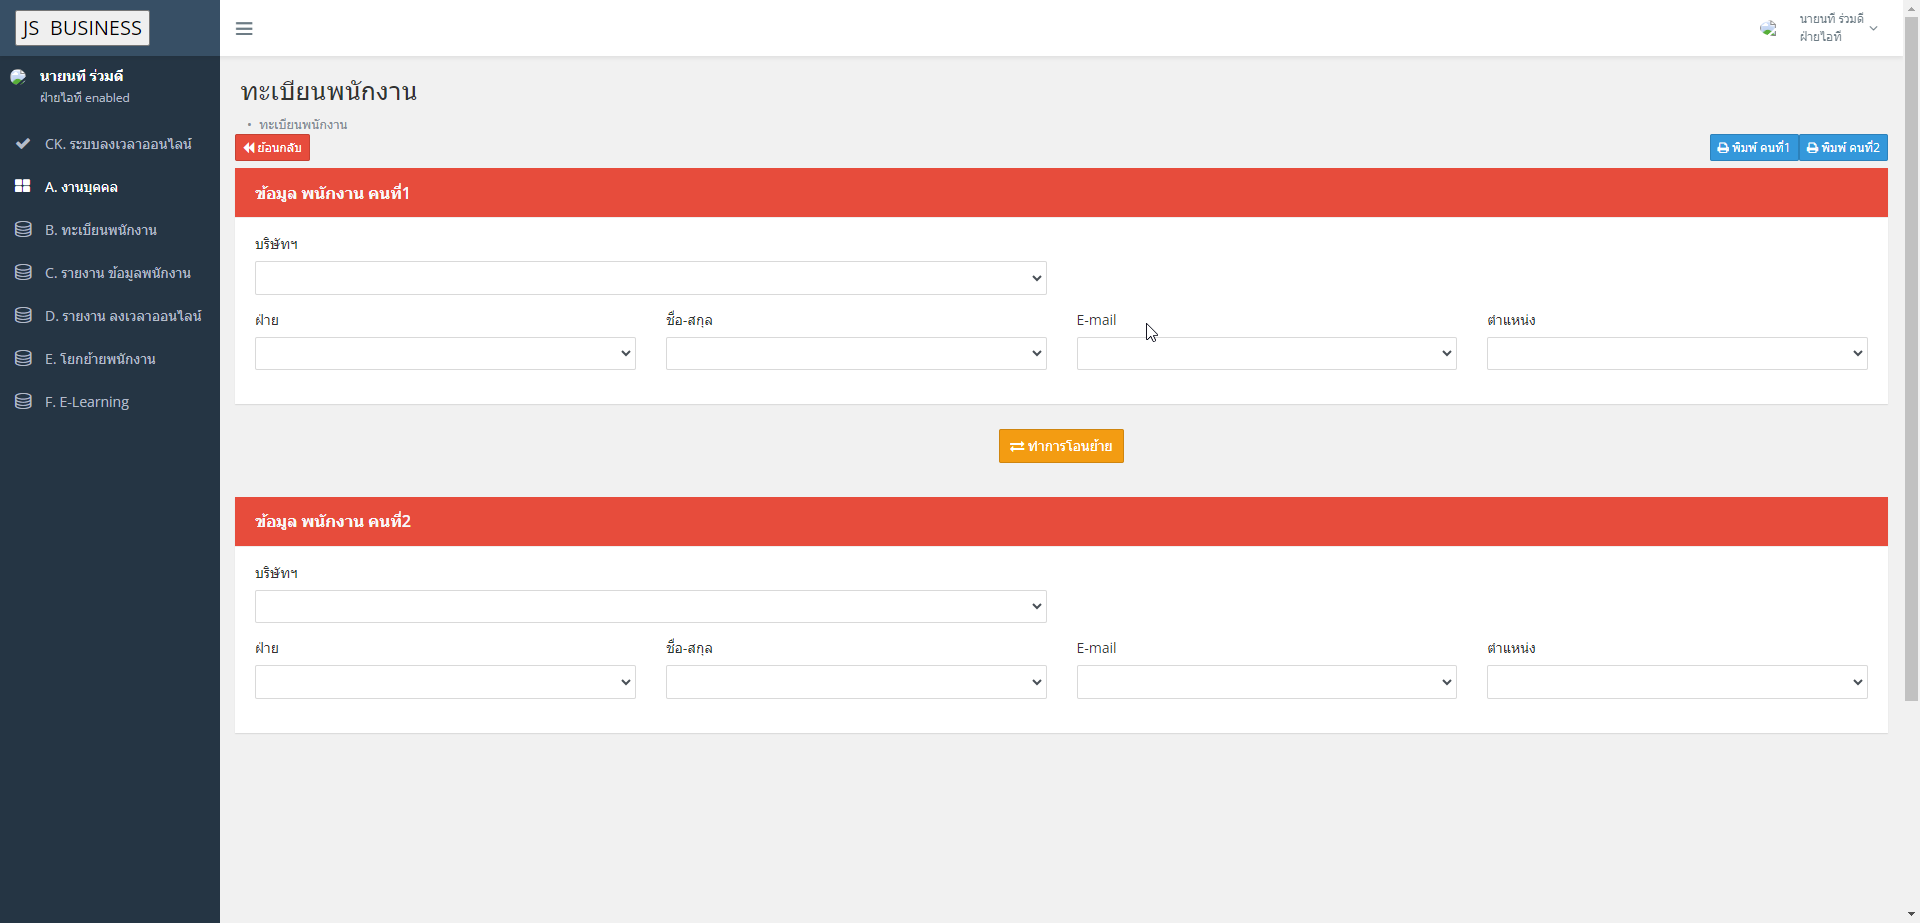 JS BUSINESS
นายนที ร่วมดี
ฝ่ายไอที
นายนที ร่วมดี
ฝ่ายไอที enabled
CK. ระบบลงเวลาออนไลน์
A. งานบุคคล
B. ทะเบียนพนักงาน
C. รายงาน ข้อมูลพนักงาน
D. รายงาน ลงเวลาออนไลน์
E. โยกย้ายพนักงาน
F. E-Learning
ทะเบียนพนักงาน
• ทะเบียนพนักงาน
ย้อนกลับ
พิมพ์ คนที่1
พิมพ์ คนที่2
ข้อมูล พนักงาน คนที่1
บริษัทฯ
ฝ่าย
ชื่อ-สกุล
E-mail
ตำแหน่ง
ทำการโอนย้าย
ข้อมูล พนักงาน คนที่2
บริษัทฯ
ฝ่าย
ชื่อ-สกุล
E-mail
ตำแหน่ง